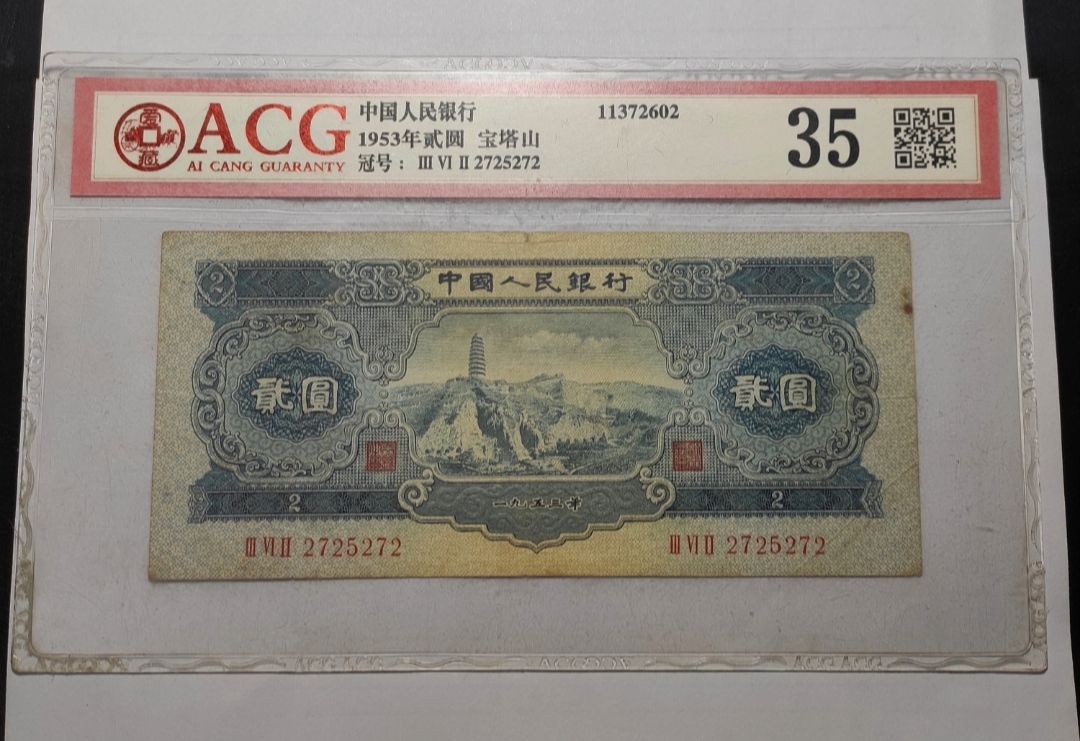 ACG
AI CANG GUARANTY
中国人民银行
1953年贰圆 宝塔山
冠号： Ⅲ Ⅵ Ⅱ 2725272
11372602
35
中國人民銀行
2
2
貳圓
貳圓
2
一九五三年
2
Ⅲ Ⅵ Ⅱ 2725272
Ⅲ Ⅵ Ⅱ 2725272